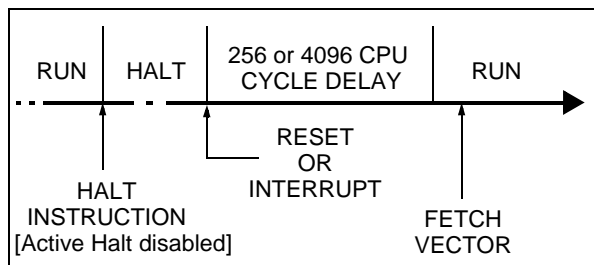 RUN
HALT
256 or 4096 CPU
CYCLE DELAY
RUN
RESET
OR
INTERRUPT
HALT
INSTRUCTION
[Active Halt disabled]
FETCH
VECTOR